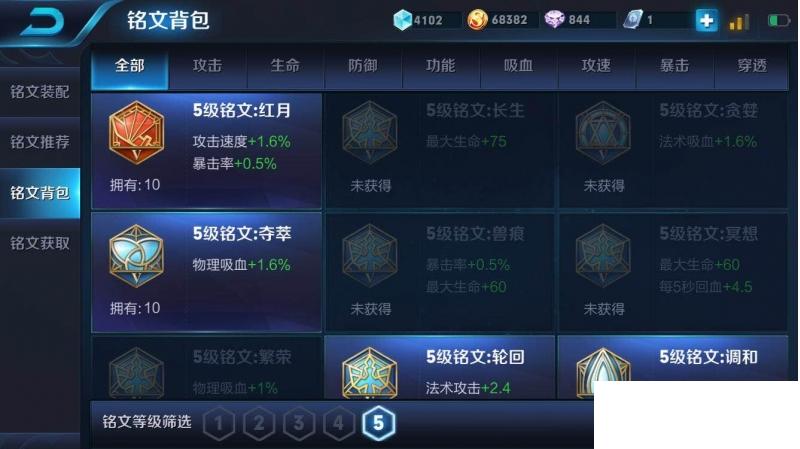 铭文背包
4102
68382
844
1
全部
攻击
生命
防御
功能
吸血
攻速
暴击
穿透
铭文装配
铭文推荐
铭文背包
铭文获取
5级铭文:红月
攻击速度+1.6%
暴击率+0.5%
V
拥有:10
5级铭文:长生
最大生命+75
V
未获得
5级铭文:贪婪
法术吸血+1.6%
V
未获得
5级铭文:夺萃
物理吸血+1.6%
V
拥有:10
5级铭文:兽痕
暴击率+0.5%
最大生命+60
V
未获得
5级铭文:冥想
最大生命+60
每5秒回血+4.5
V
未获得
5级铭文:繁荣
物理吸血+1%
5级铭文:轮回
法术攻击+2.4
5级铭文:调和
铭文等级筛选
1
2
3
4
5